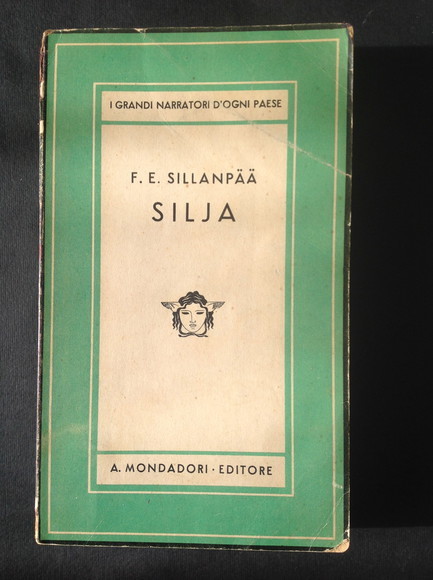 I GRANDI NARRATORI D'OGNI PAESE
F. E. SILLANPÄÄ
SILJA
A. MONDADORI · EDITORE